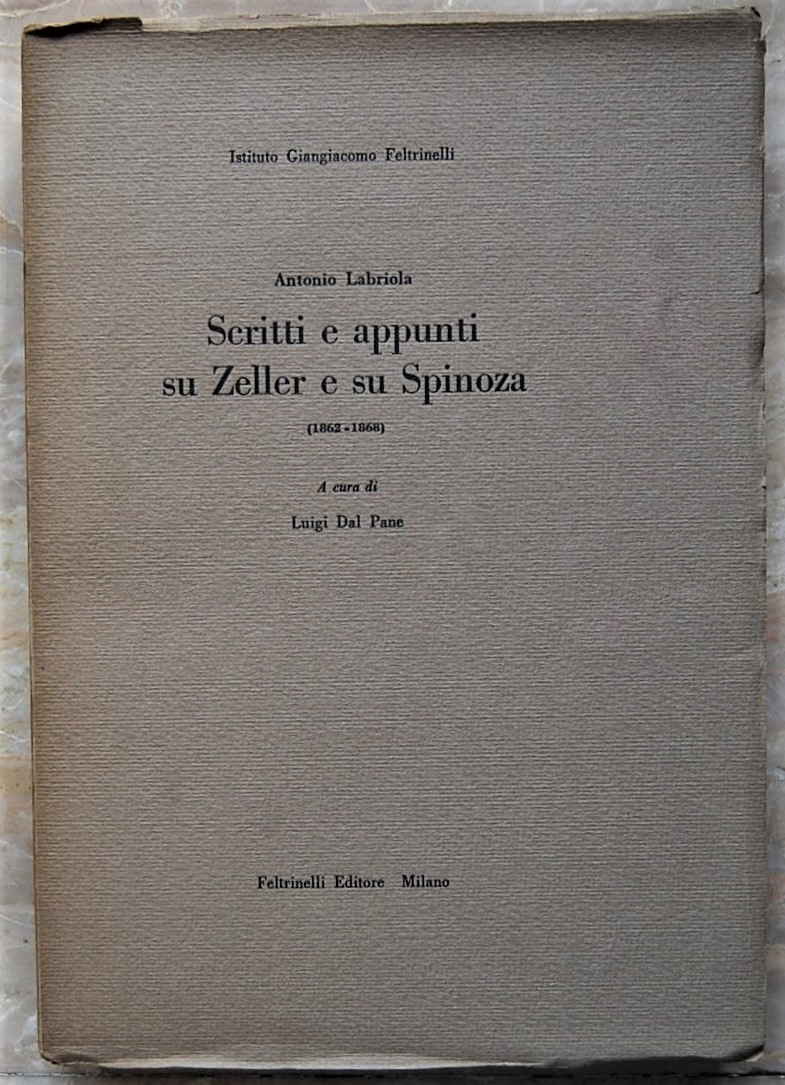 Istituto Giangiacomo Feltrinelli
Antonio Labriola
Scritti e appunti
su Zeller e su Spinoza
(1862-1868)
A cura di
Luigi Dal Pane
Feltrinelli Editore Milano